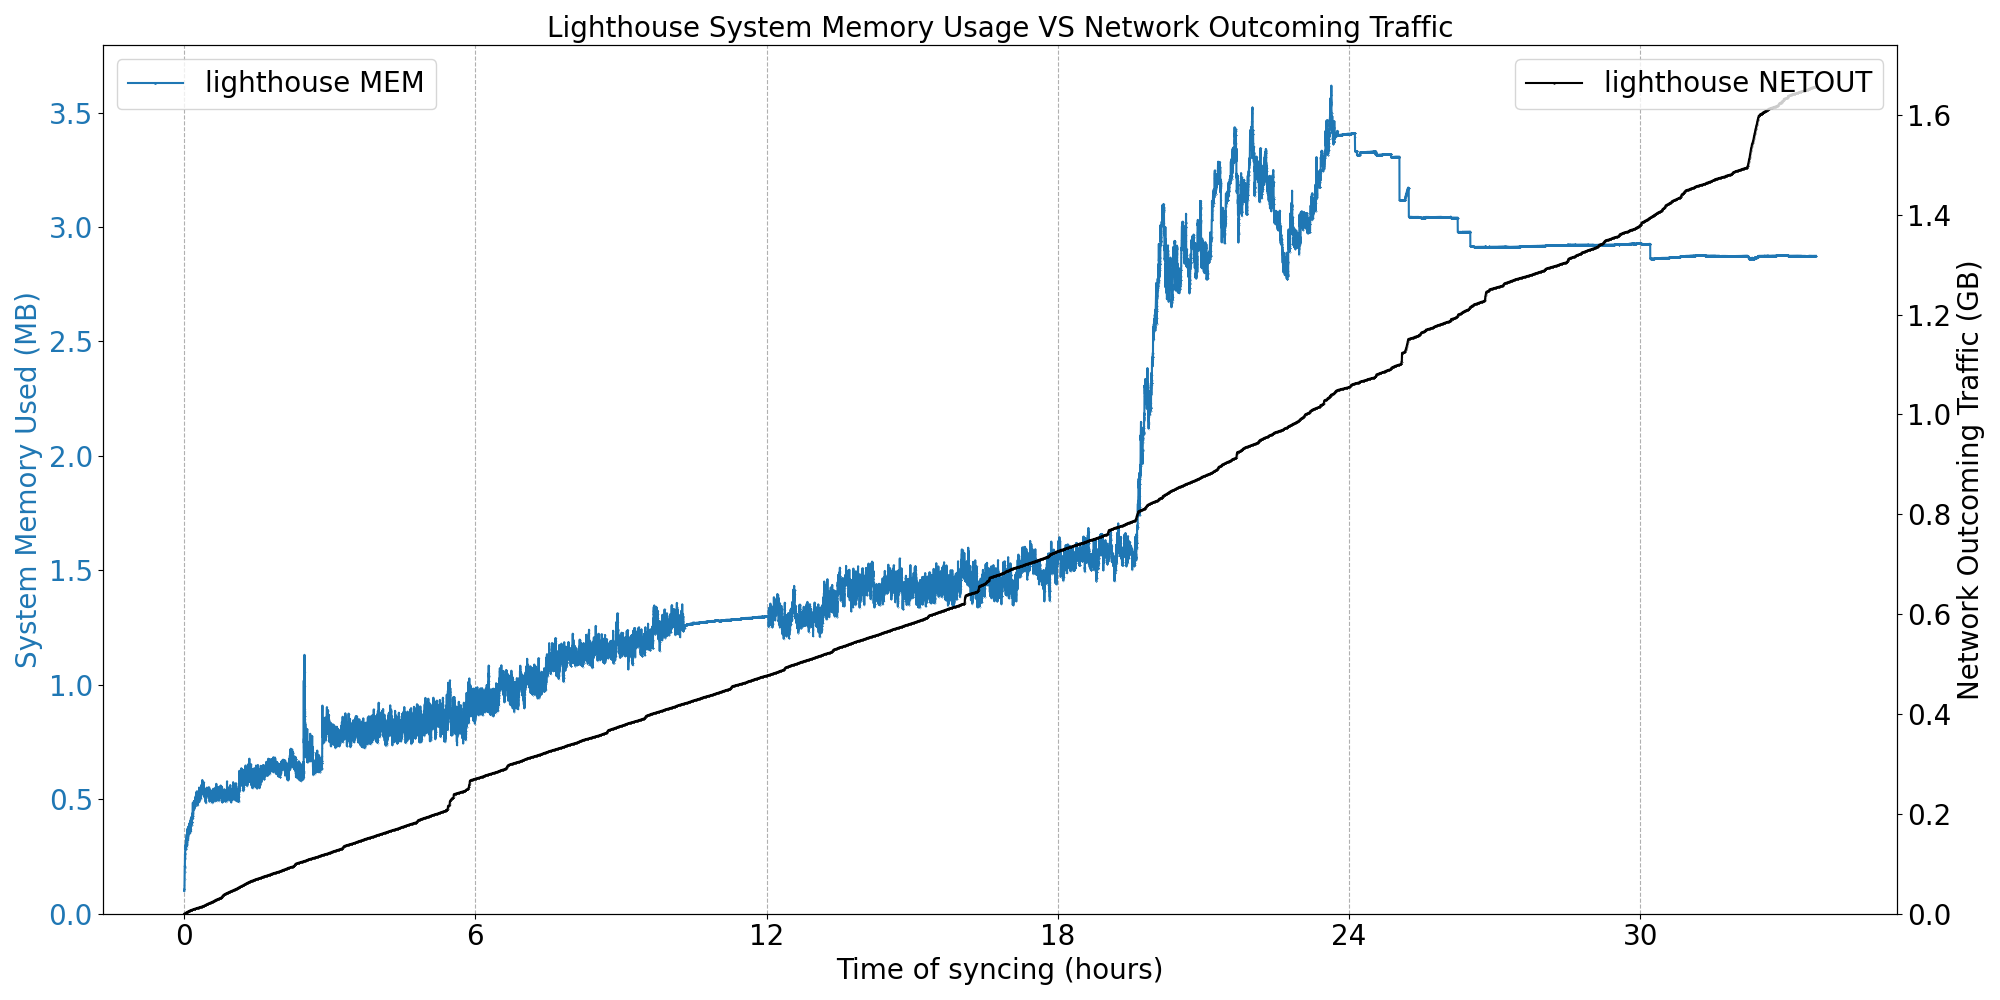 Lighthouse System Memory Usage VS Network Outcoming Traffic
lighthouse MEM
lighthouse NETOUT
System Memory Used (MB)
3.5
3.0
2.5
2.0
1.5
1.0
0.5
0.0
Network Outcoming Traffic (GB)
1.6
1.4
1.2
1.0
0.8
0.6
0.4
0.2
0.0
0 6 12 18 24 30
Time of syncing (hours)